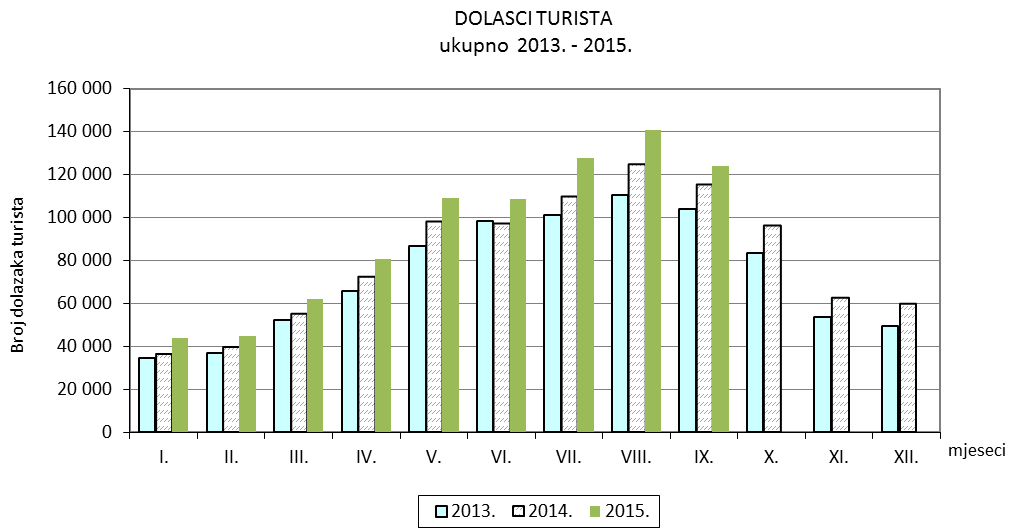 DOLASCI TURISTA
ukupno 2013. - 2015.
Broj dolazaka turista
160 000
140 000
120 000
100 000
80 000
60 000
40 000
20 000
0
I. II. III. IV. V. VI. VII. VIII. IX. X. XI. XII. mjeseci
2013. 2014. 2015.